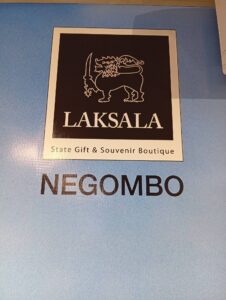 LAKSALA
State Gift & Souvenir Boutique
NEGOMBO